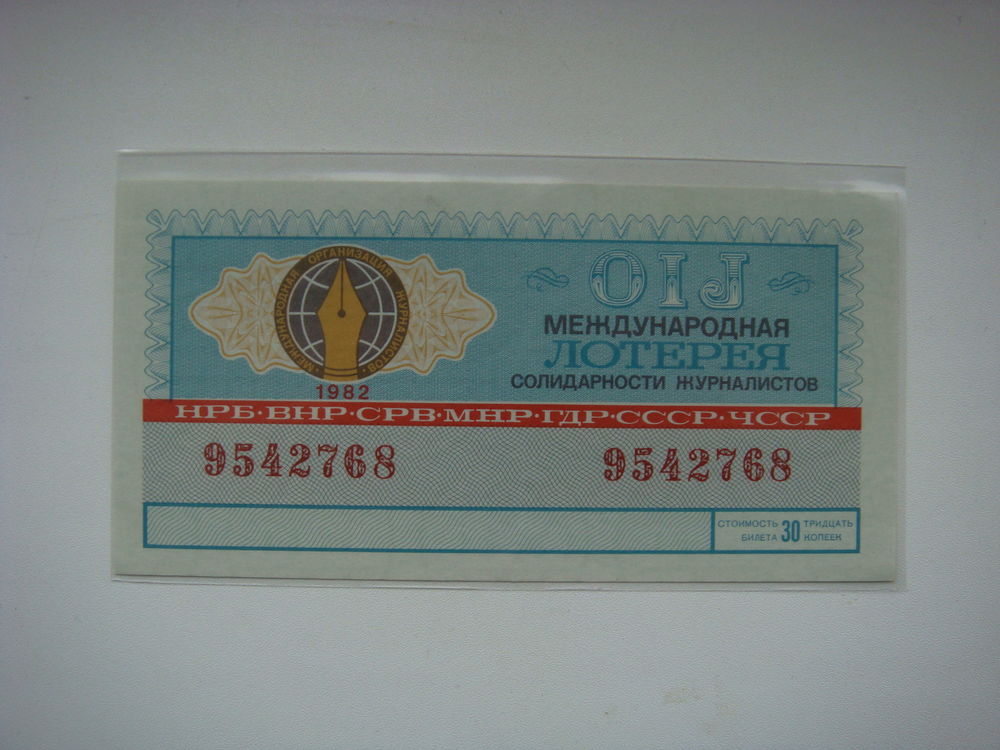 МЕЖДУНАРОДНАЯ ОРГАНИЗАЦИЯ ЖУРНАЛИСТОВ
1982
OIJ
МЕЖДУНАРОДНАЯ
ЛОТЕРЕЯ
СОЛИДАРНОСТИ ЖУРНАЛИСТОВ
НРБ·ВНР·СРВ·МНР·ГДР·СССР·ЧССР
9542768 9542768
СТОИМОСТЬ 30 ТРИДЦАТЬ
БИЛЕТА КОПЕЕК